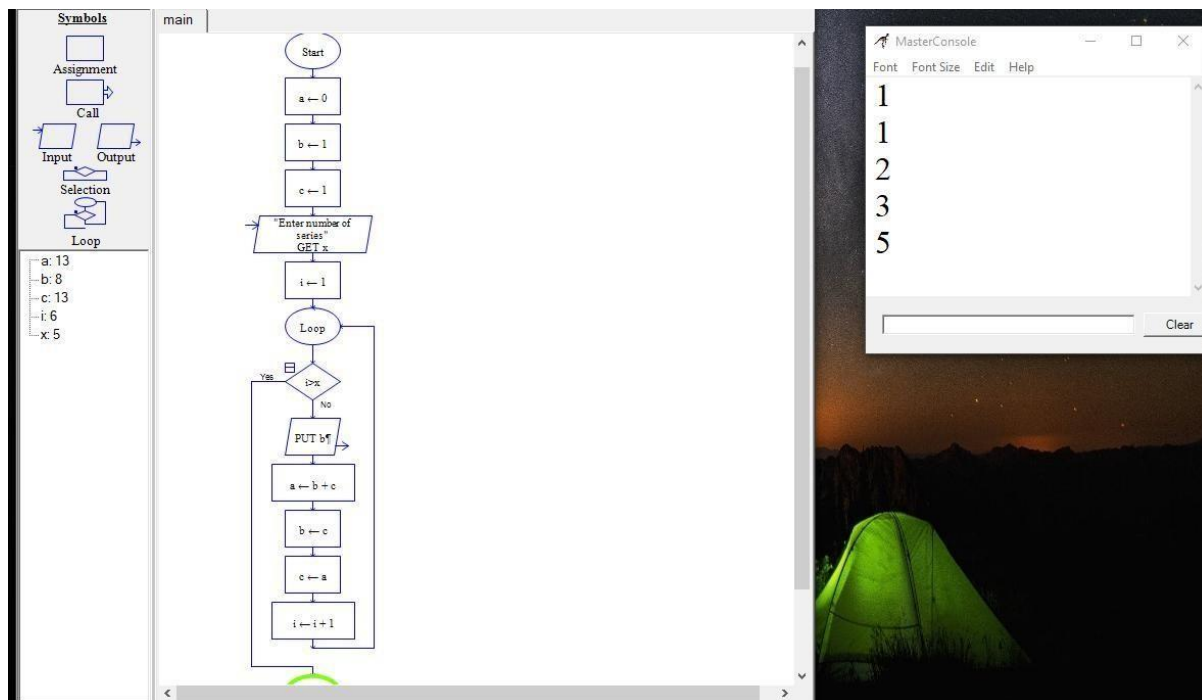 Symbols
Assignment
Call
Input Output
Selection
Loop
a: 13
b: 8
c: 13
i: 6
x: 5
main
Start
a ← 0
b ← 1
c ← 1
"Enter number of
series"
GET x
i ← 1
Loop
i>x
Yes
No
PUT b¶
a ← b + c
b ← c
c ← a
i ← i + 1
MasterConsole
Font Font Size Edit Help
1
1
2
3
5
Clear